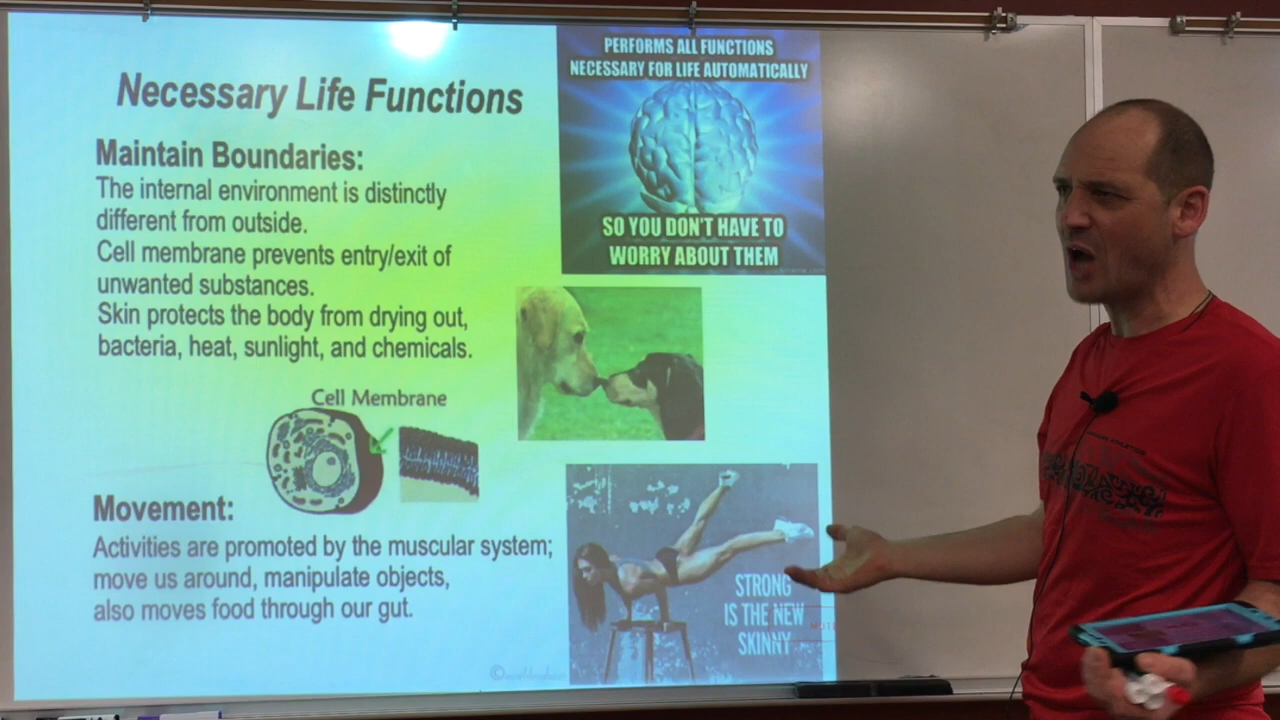 Necessary Life Functions
PERFORMS ALL FUNCTIONS
NECESSARY FOR LIFE AUTOMATICALLY
SO YOU DON'T HAVE TO
WORRY ABOUT THEM
Maintain Boundaries:
The internal environment is distinctly
different from outside.
Cell membrane prevents entry/exit of
unwanted substances.
Skin protects the body from drying out,
bacteria, heat, sunlight, and chemicals.
Cell Membrane
Movement:
Activities are promoted by the muscular system;
move us around, manipulate objects,
also moves food through our gut.
STRONG
IS THE NEW
SKINNY